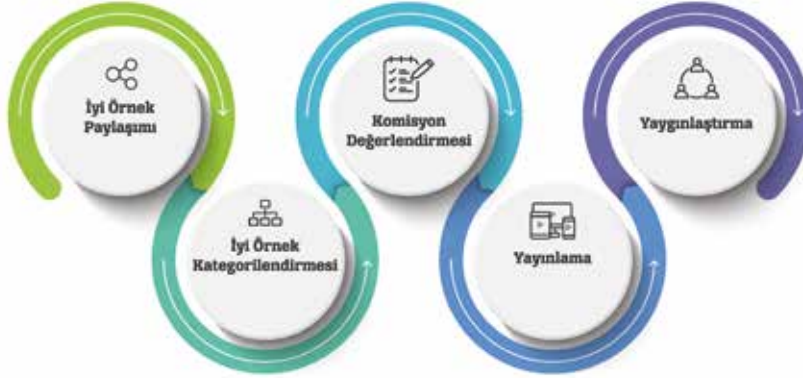 İyi Örnek
Paylaşımı
İyi Örnek
Kategorilendirmesi
Komisyon
Değerlendirmesi
Yayınlama
Yaygınlaştırma